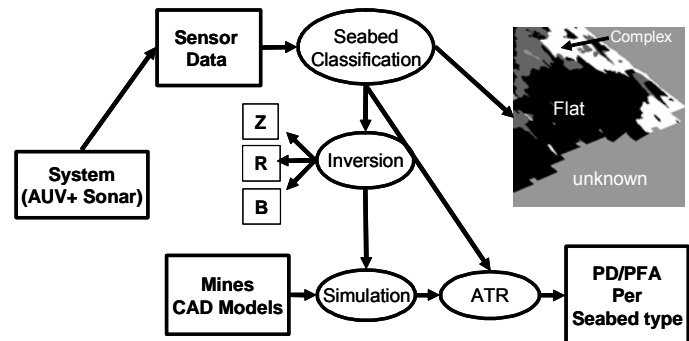 Sensor
Data
Seabed
Classification
Complex
Flat
unknown
Z
R
B
Inversion
System
(AUV+ Sonar)
Mines
CAD Models
Simulation
ATR
PD/PFA
Per
Seabed type